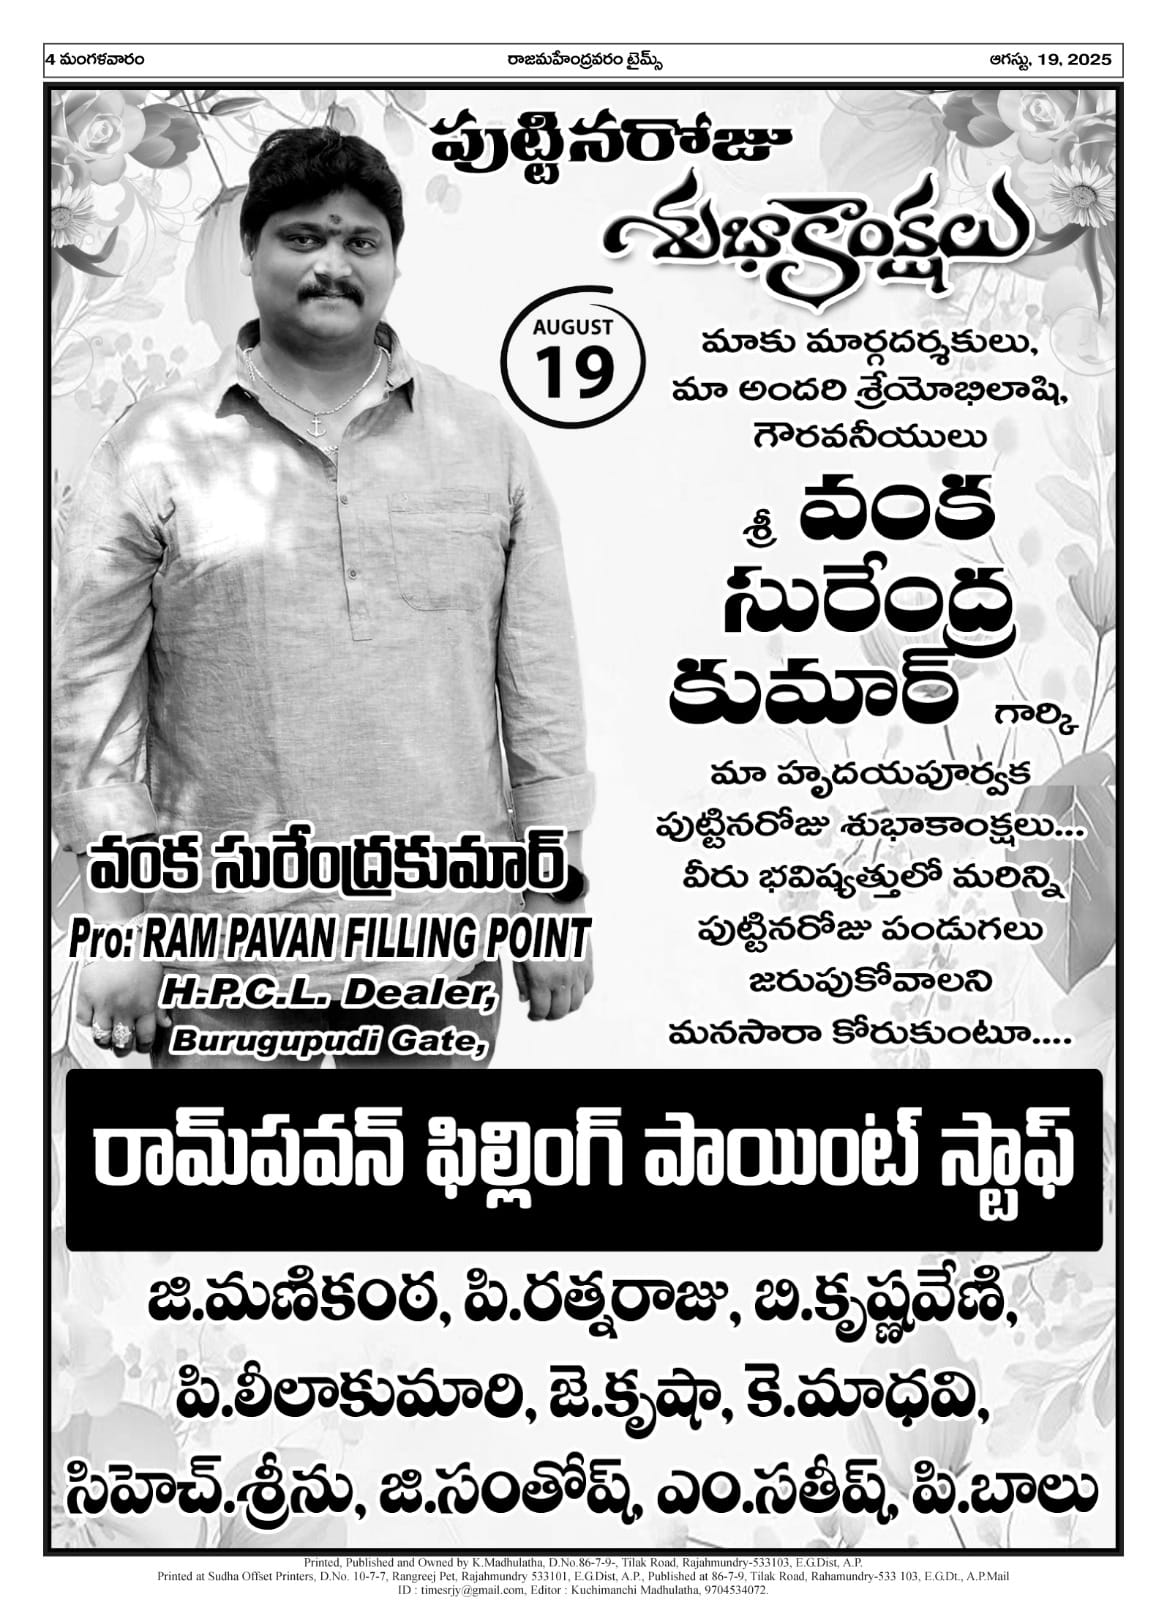 4 మంగళవారం
రాజమహేంద్రవరం టైమ్స్
ఆగస్టు, 19, 2025
పుట్టినరోజు
శుభాకాంక్షలు
AUGUST
19
మాకు మార్గదర్శకులు,
మా అందరి శ్రేయోభిలాషి,
గౌరవనీయులు
శ్రీ వంక
సురేంద్ర
కుమార్ గార్కి
మా హృదయపూర్వక
పుట్టినరోజు శుభాకాంక్షలు...
వీరు భవిష్యత్తులో మరిన్ని
పుట్టినరోజు పండుగలు
జరుపుకోవాలని
మనసారా కోరుకుంటూ....
వంక సురేంద్రకుమార్
Pro: RAM PAVAN FILLING POINT
H.P.C.L. Dealer,
Burugupudi Gate,
రామ్‌పవన్ ఫిల్లింగ్ పాయింట్ స్టాఫ్
జి.మణికంఠ, పి.రత్నరాజు, బి.కృష్ణవేణి,
పి.లీలాకుమారి, జె.కృషా, కె.మాధవి,
సిహెచ్.శ్రీను, జి.సంతోష్, ఎం.సతీష్, పి.బాలు
Printed, Published and Owned by K.Madhulatha, D.No.86-7-9-, Tilak Road, Rajahmundry-533103, E.G.Dist, A.P.
Printed at Sudha Offset Printers, D.No. 10-7-7, Rangreej Pet, Rajahmundry 533101, E.G.Dist, A.P., Published at 86-7-9, Tilak Road, Rahamundry-533 103, E.G.Dt., A.P.Mail
ID : timesrjy@gmail.com, Editor : Kuchimanchi Madhulatha, 9704534072.